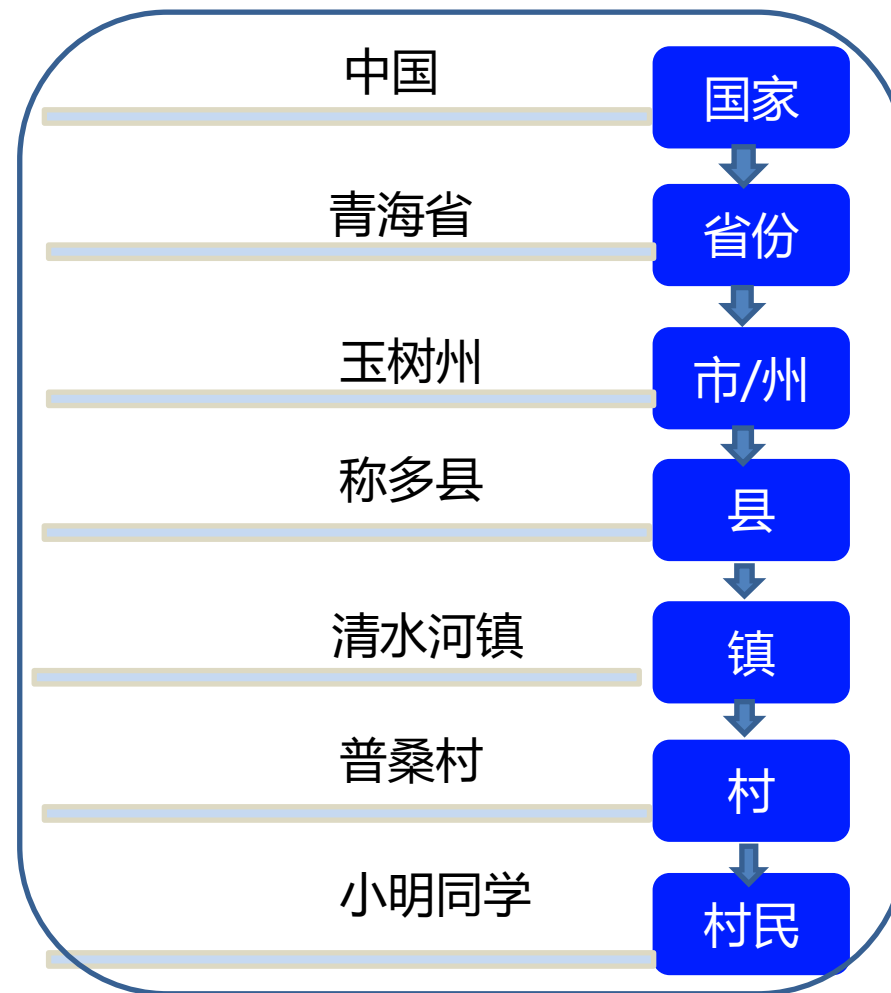 中国
国家
青海省
省份
玉树州
市/州
称多县
县
清水河镇
镇
普桑村
村
小明同学
村民